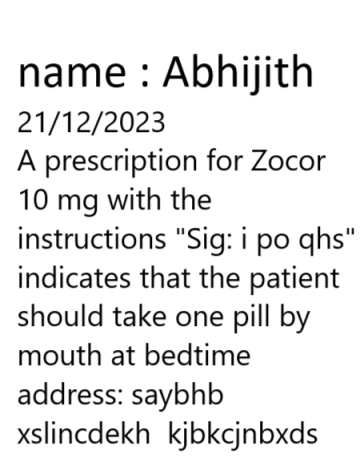 name : Abhijith
21/12/2023
A prescription for Zocor
10 mg with the
instructions "Sig: i po qhs"
indicates that the patient
should take one pill by
mouth at bedtime
address: saybhb
xslincdekh  kjbkcjnbxds